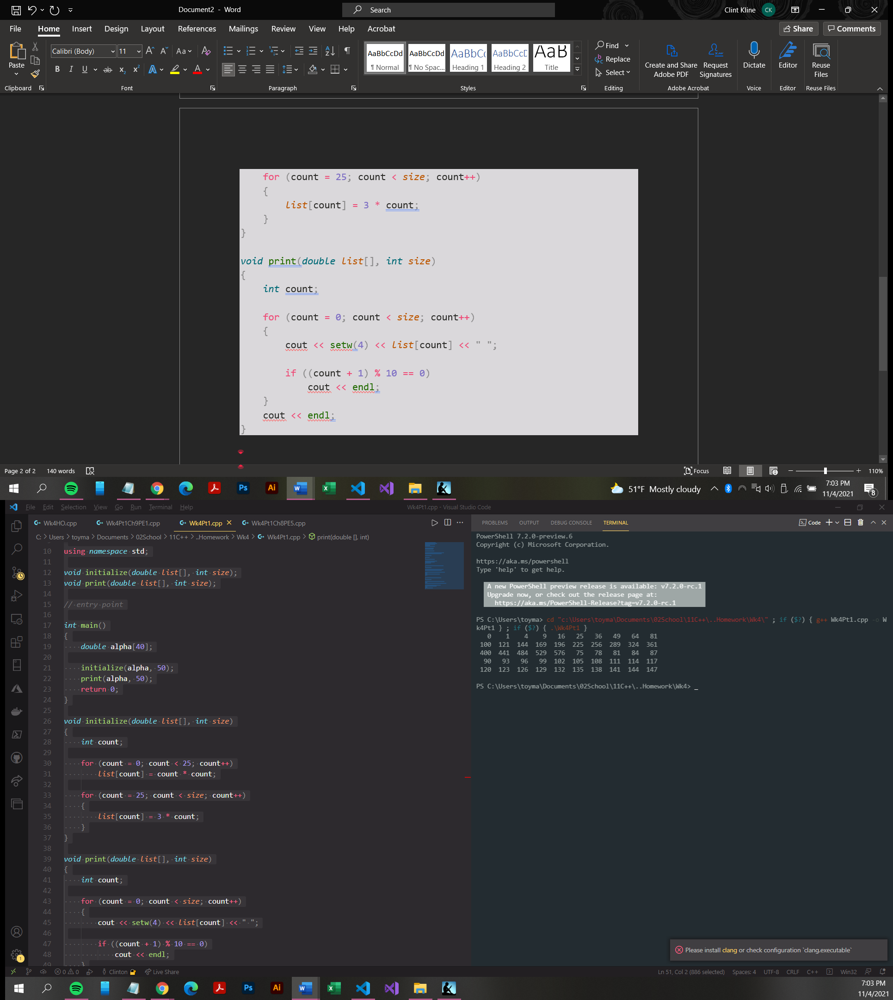 Document2 - Word
Search
Clint Kline CK
File Home Insert Design Layout References Mailings Review View Help Acrobat
Share Comments
Paste
Calibri (Body) 11
Aa
B I U ab x₂ x² A A
AaBbCcDd ¶ Normal
AaBbCcDd ¶ No Spac...
AaBbC( Heading 1
AaBbCcE Heading 2
AaB Title
Find
Replace
Select
Create and Share Adobe PDF
Request Signatures
Dictate
Editor
Reuse Files
Clipboard Font Paragraph Styles Editing Adobe Acrobat Voice Editor Reuse Files
for (count = 25; count < size; count++)
{
list[count] = 3 * count;
}
}
void print(double list[], int size)
{
int count;
for (count = 0; count < size; count++)
{
cout << setw(4) << list[count] << " ";
if ((count + 1) % 10 == 0)
cout << endl;
}
cout << endl;
}
Page 2 of 2 140 words
Focus 110%
Ps Ai W X
51°F Mostly cloudy
7:03 PM
11/4/2021
8
File Edit Selection View Go Run Terminal Help
Wk4Pt1.cpp - Visual Studio Code
Wk4HO.cpp Wk4Pt1Ch9PE1.cpp Wk4Pt1.cpp Wk4Pt1Ch8PE5.cpp
C: > Users > toyma > Documents > 02School > 11C++ > ..Homework > Wk4 > Wk4Pt1.cpp > print(double [], int)
10 using namespace std;
11
12 void initialize(double list[], int size);
13 void print(double list[], int size);
14
15 // entry point
16
17 int main()
18 {
19 double alpha[40];
20
21 initialize(alpha, 50);
22 print(alpha, 50);
23 return 0;
24 }
25
26 void initialize(double list[], int size)
27 {
28 int count;
29
30 for (count = 0; count < 25; count++)
31 list[count] = count * count;
32
33 for (count = 25; count < size; count++)
34 {
35 list[count] = 3 * count;
36 }
37 }
38
39 void print(double list[], int size)
40 {
41 int count;
42
43 for (count = 0; count < size; count++)
44 {
45 cout << setw(4) << list[count] << " ";
46
47 if ((count + 1) % 10 == 0)
48 cout << endl;
49 }
PROBLEMS OUTPUT DEBUG CONSOLE TERMINAL
Code
PowerShell 7.2.0-preview.6
Copyright (c) Microsoft Corporation.
https://aka.ms/powershell
Type 'help' to get help.
A new PowerShell preview release is available: v7.2.0-rc.1
Upgrade now, or check out the release page at:
https://aka.ms/PowerShell-Release?tag=v7.2.0-rc.1
PS C:\Users\toyma> cd "c:\Users\toyma\Documents\02School\11C++\..Homework\Wk4\" ; if ($?) { g++ Wk4Pt1.cpp -o W
k4Pt1 } ; if ($?) { .\Wk4Pt1 }
0 1 4 9 16 25 36 49 64 81
100 121 144 169 196 225 256 289 324 361
400 441 484 529 576 75 78 81 84 87
90 93 96 99 102 105 108 111 114 117
120 123 126 129 132 135 138 141 144 147
PS C:\Users\toyma\Documents\02School\11C++\..Homework\Wk4> _
Please install clang or check configuration `clang.executable`
0 0 Clinton Live Share
Ln 51, Col 2 (886 selected) Spaces: 4 UTF-8 CRLF C++ Win32
Ps Ai W X
7:03 PM
11/4/2021